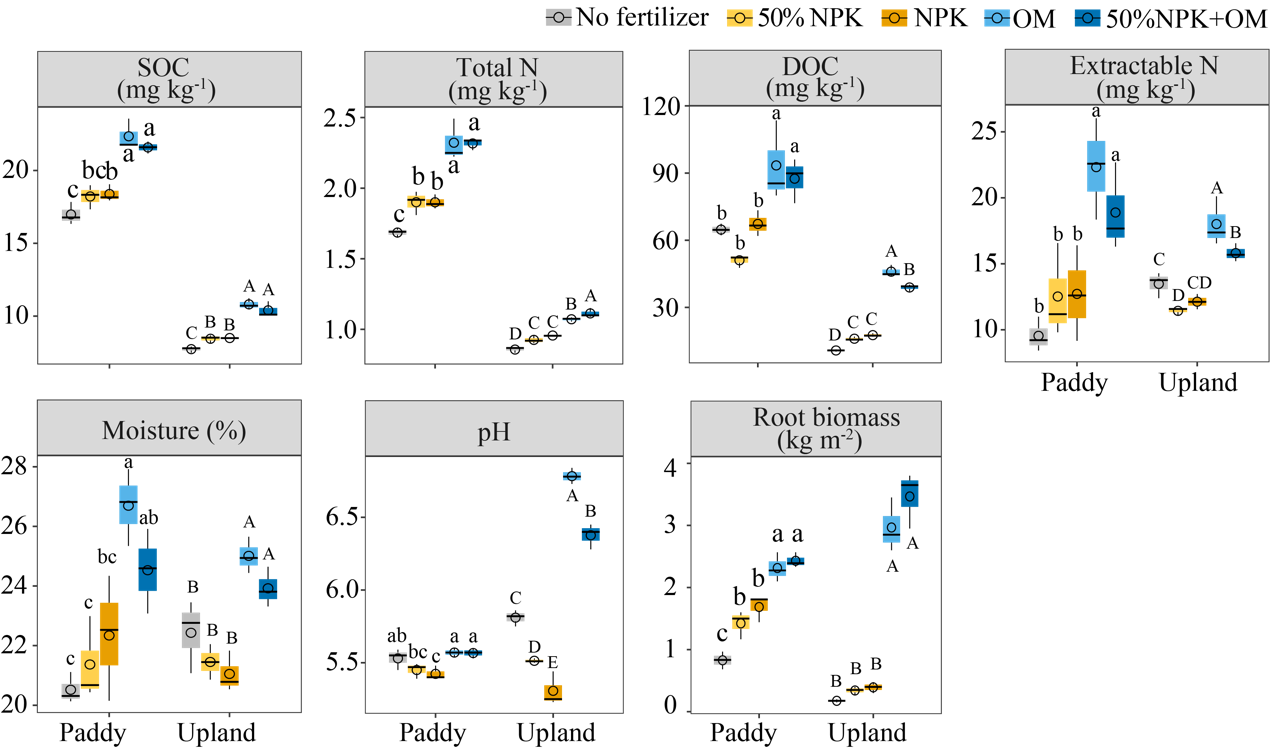 No fertilizer 50% NPK NPK OM 50%NPK+OM
SOC
(mg kg-1)
Total N
(mg kg-1)
DOC
(mg kg-1)
Extractable N
(mg kg-1)
20
15
10
c bcb a a
C B B A A
2.5
2.0
1.5
1.0
c b b a a
D C C B A
120
90
60
30
b b b a a
D C C A B
25
20
15
10
b b b a a
C D CD A B
Paddy Upland
Moisture (%)
pH
Root biomass
(kg m-2)
28
26
24
22
20
c c bc a ab
B B B A A
Paddy Upland
6.5
6.0
5.5
ab bc c a a
C D E A B
Paddy Upland
4
3
2
1
0
c b b a a
B B B A A
Paddy Upland